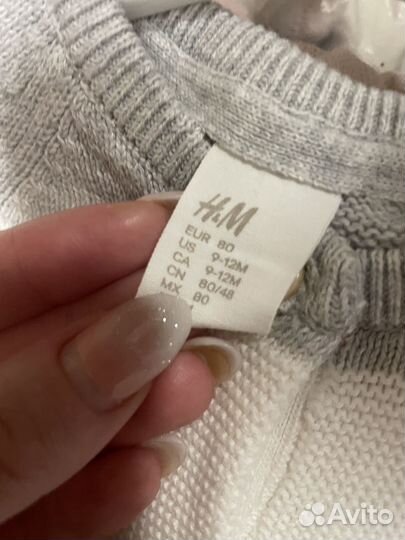 H&M
EUR 80
US 9-12M
CA 9-12M
CN 80/48
MX 80
Avito